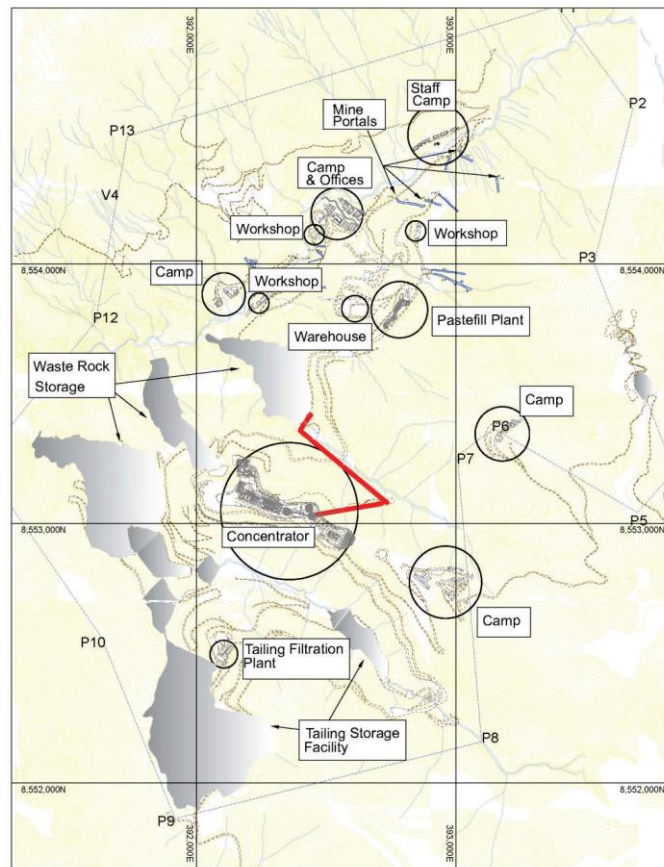 392,000E
393,000E
P2
Staff
Camp
Mine
Portals
P13
Camp
& Offices
V4
Workshop
Workshop
P3
8,554,000N
8,554,000N
Camp
Workshop
P12
Warehouse
Pastefill Plant
Waste Rock
Storage
Camp
P6
P7
P5
8,553,000N
8,553,000N
Concentrator
Camp
P10
Tailing Filtration
Plant
Tailing Storage
Facility
P8
8,552,000N
8,552,000N
P9
392,000E
393,000E